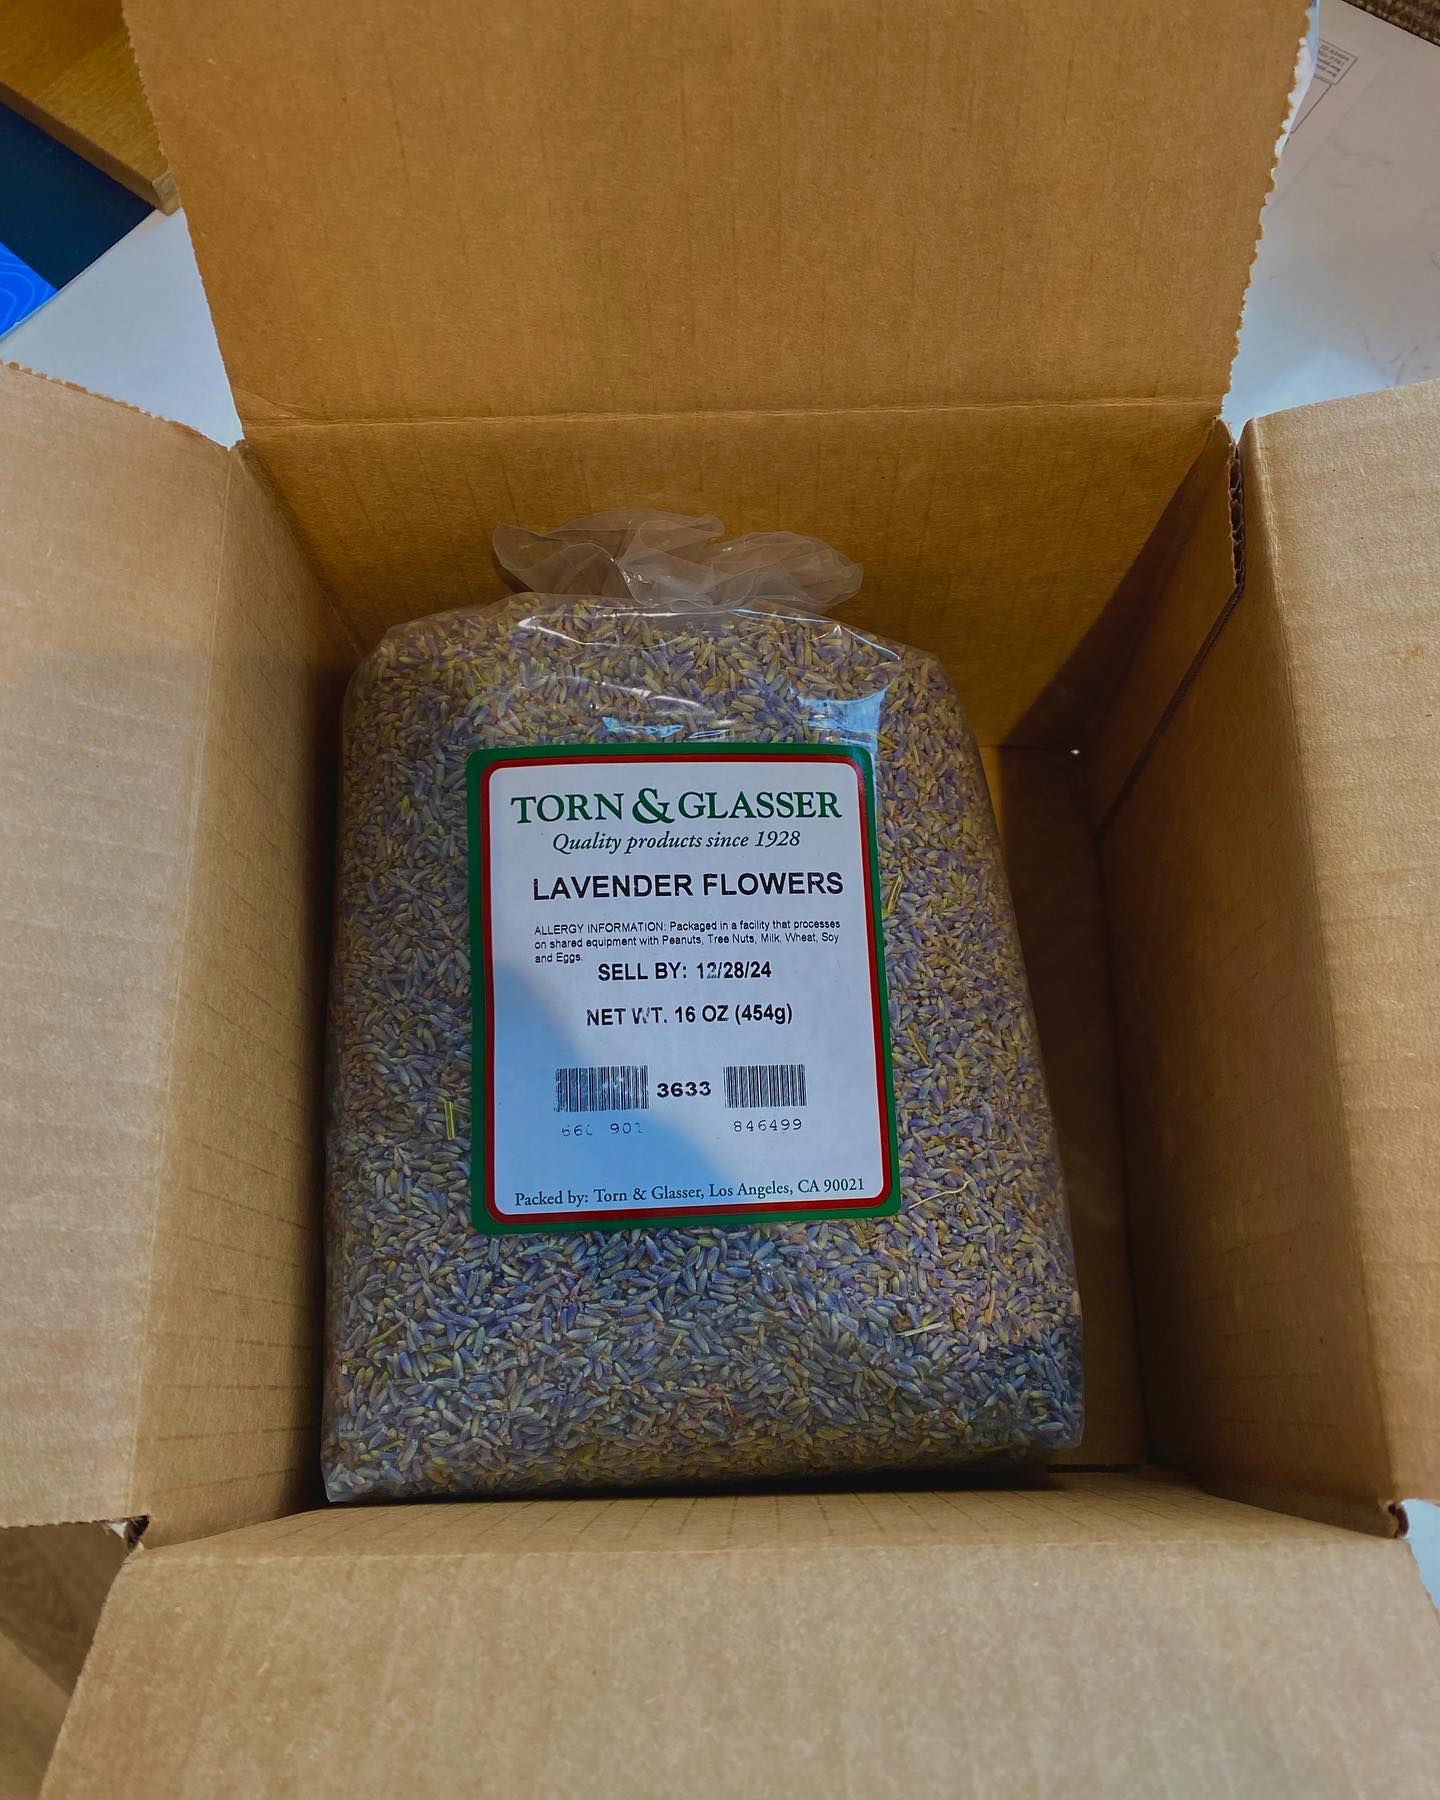 TORN & GLASSER
Quality products since 1928
LAVENDER FLOWERS
ALLERGY INFORMATION: Packaged in a facility that processes
on shared equipment with Peanuts, Tree Nuts, Milk, Wheat, Soy
and Eggs.
SELL BY: 12/28/24
NET WT. 16 OZ (454g)
3633
846499
Packed by: Torn & Glasser, Los Angeles, CA 90021